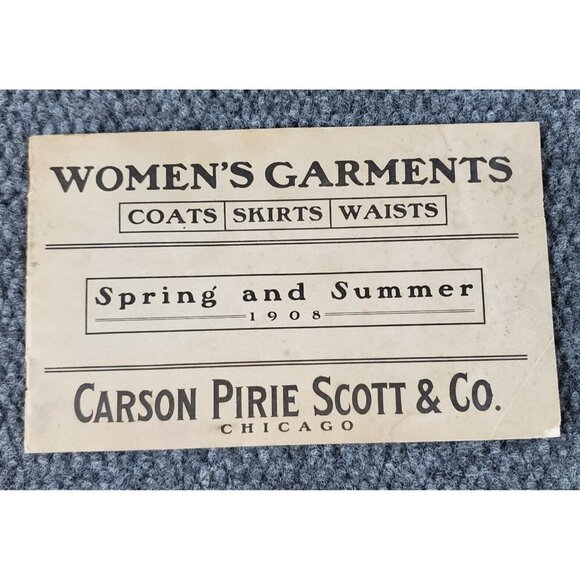 WOMEN'S GARMENTS
COATS SKIRTS WAISTS
Spring and Summer
1908
CARSON PIRIE SCOTT & CO.
CHICAGO